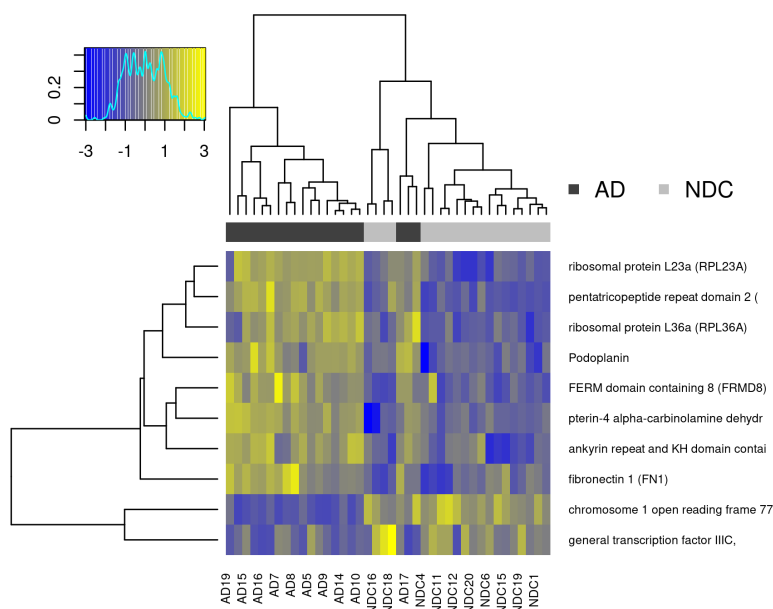 0.2
0
-3 -1 1 3
AD NDC
ribosomal protein L23a (RPL23A)
pentatricopeptide repeat domain 2 (
ribosomal protein L36a (RPL36A)
Podoplanin
FERM domain containing 8 (FRMD8)
pterin-4 alpha-carbinolamine dehydr
ankyrin repeat and KH domain contai
fibronectin 1 (FN1)
chromosome 1 open reading frame 77
general transcription factor IIIC,
AD19
AD15
AD16
AD7
AD8
AD5
AD9
AD14
AD10
NDC16
NDC18
AD17
NDC4
NDC11
NDC12
NDC20
NDC6
NDC15
NDC19
NDC1